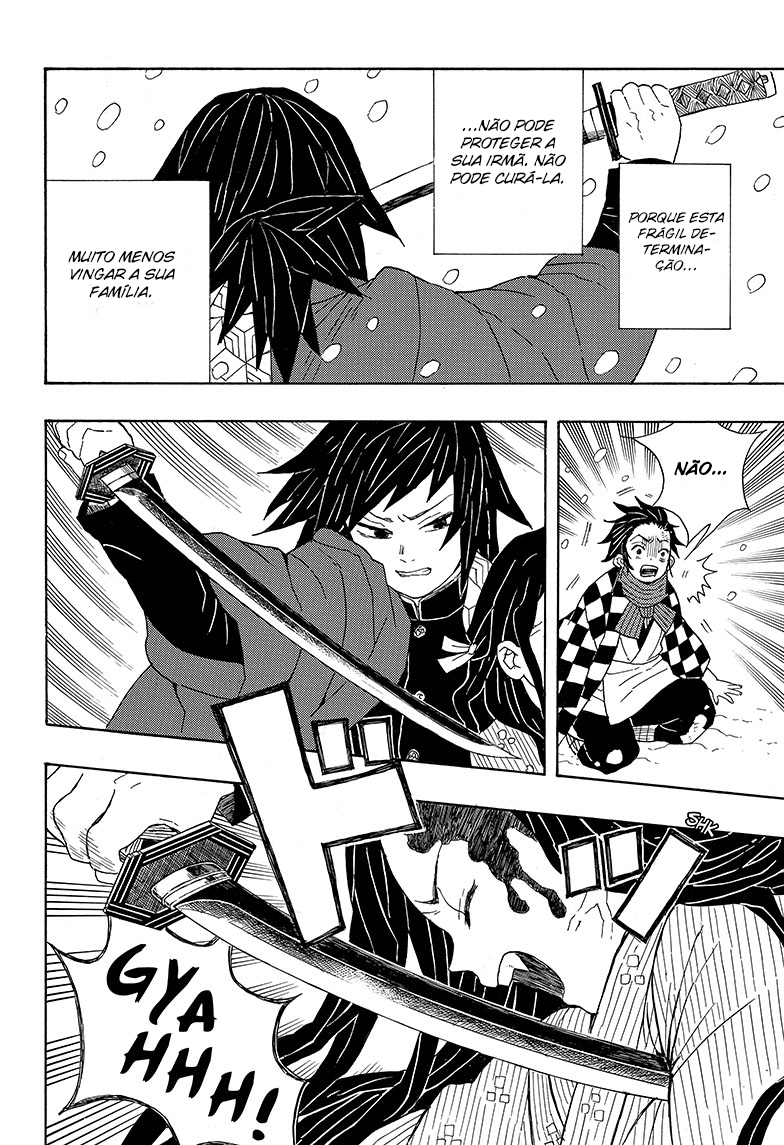 PORQUE ESTA
FRÁGIL DE-
TERMINA-
ÇÃO...
...NÃO PODE
PROTEGER A
SUA IRMÃ. NÃO
PODE CURÁ-LA.
MUITO MENOS
VINGAR A SUA
FAMÍLIA.
NÃO...
ド
SHK
GYA
HHH!